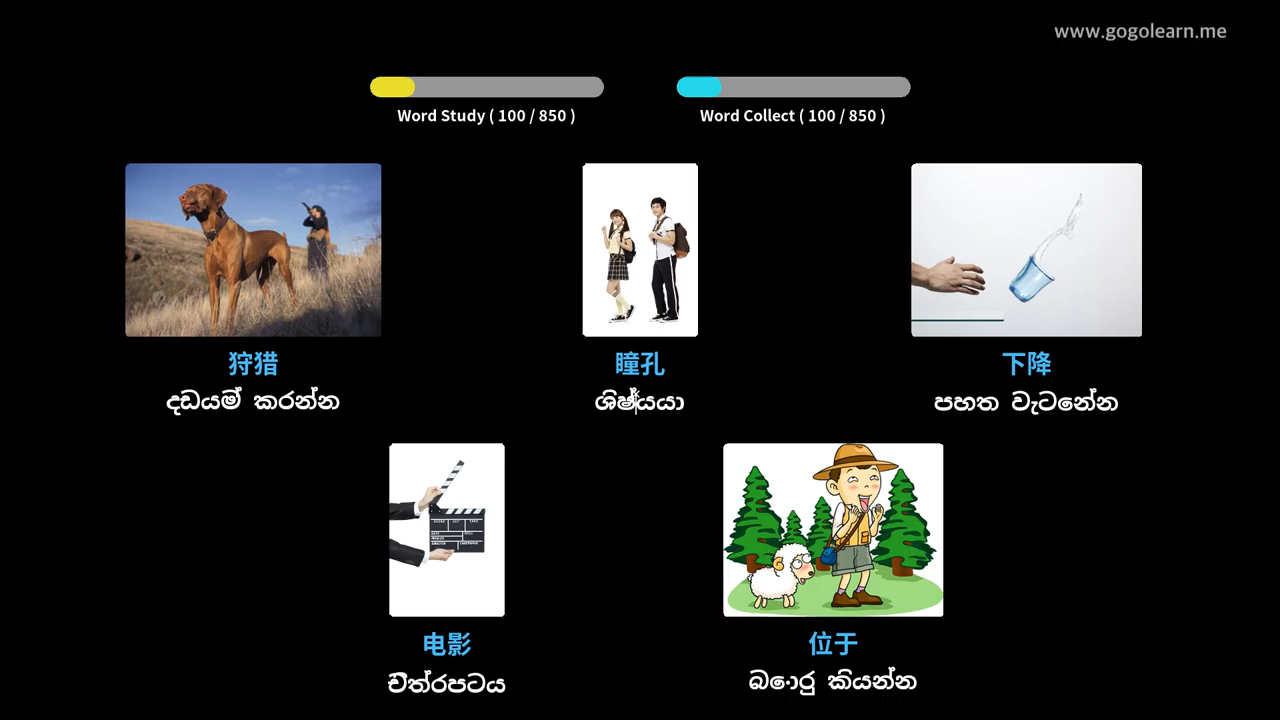 www.gogolearn.me
Word Study ( 100 / 850 )
Word Collect ( 100 / 850 )
狩猎
瞳孔
下降
දඩයම් කරන්න
ශිෂ්‍යයා
පහත වැටෙන්න
电影
位于
චිත්රපටය
බොරු කියන්න